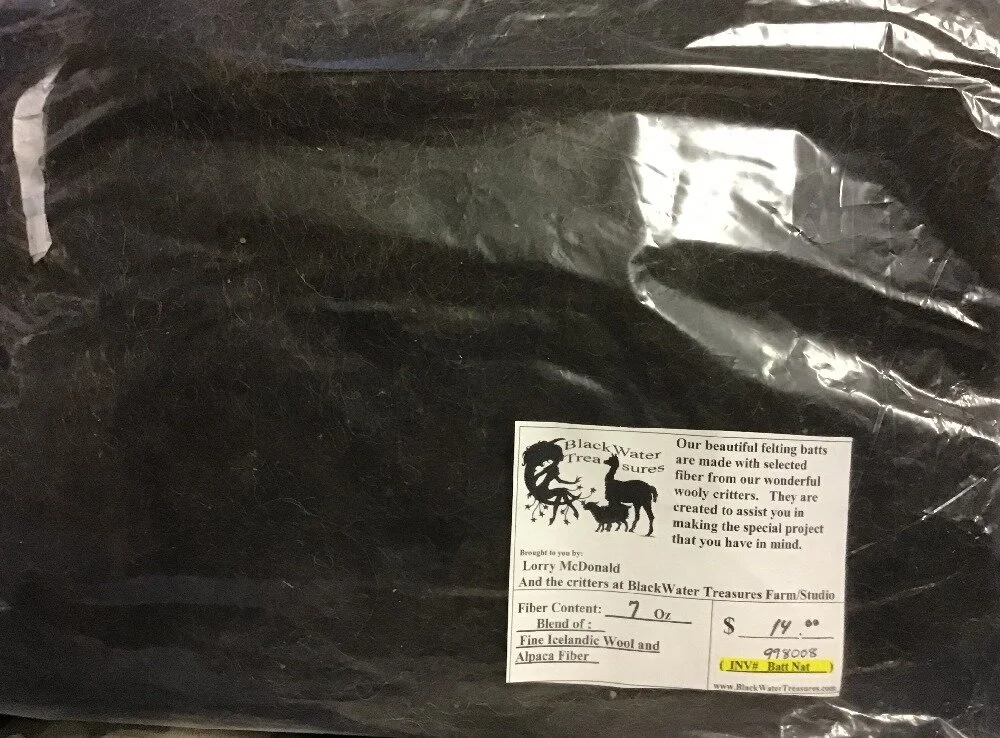 BlackWater
Treasures
Our beautiful felting batts
are made with selected
fiber from our wonderful
wooly critters. They are
created to assist you in
making the special project
that you have in mind.
Brought to you by:
Lorry McDonald
And the critters at BlackWater Treasures Farm/Studio
Fiber Content: 7 Oz
Blend of :
Fine Icelandic Wool and
Alpaca Fiber
$ 14.00
998008
( INV# Batt Nat )
www.BlackWaterTreasures.com